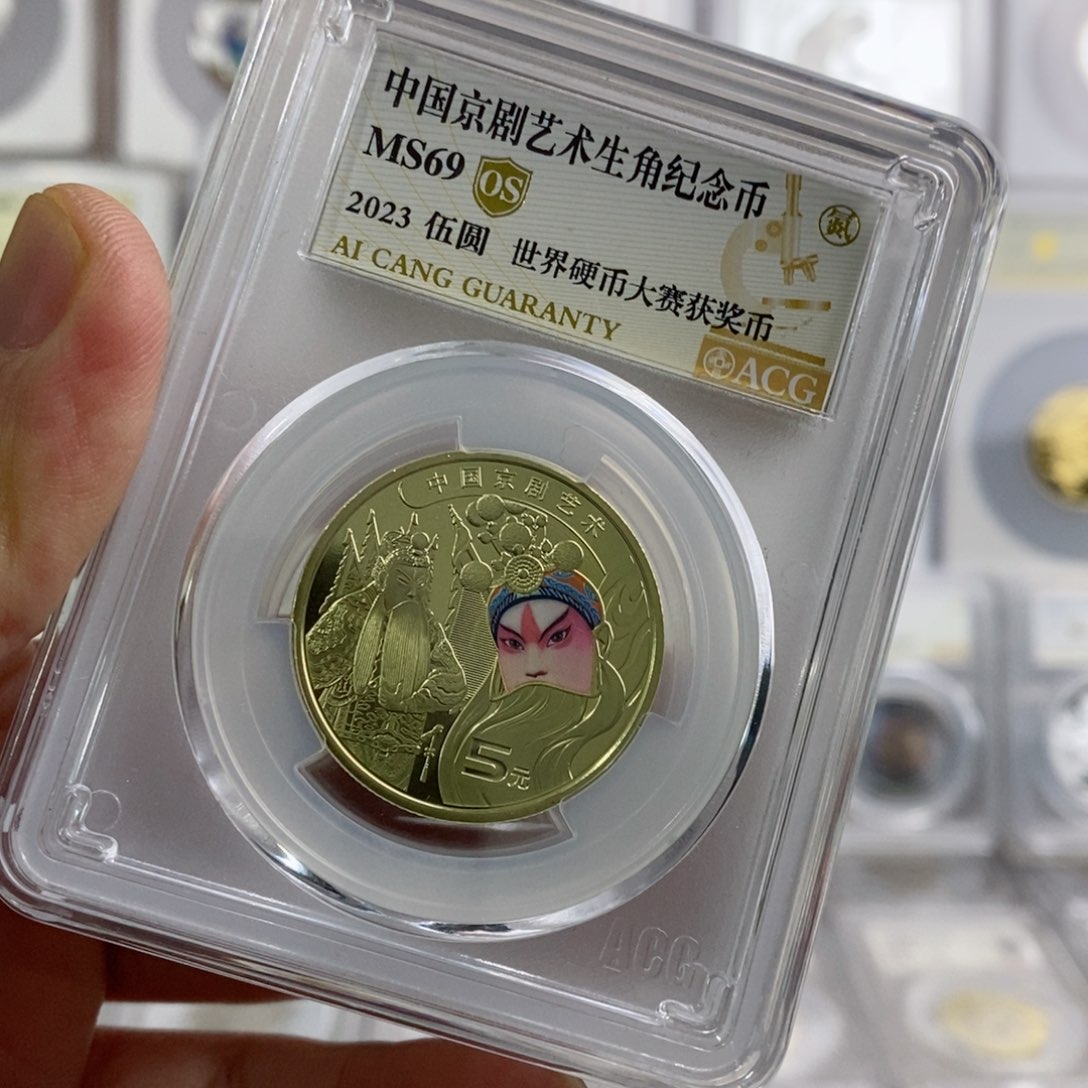 中国京剧艺术生角纪念币
MS69 OS
氮
2023 伍圆 世界硬币大赛获奖币
AI CANG GUARANTY
ACG
中国京剧艺术
5元
ACG